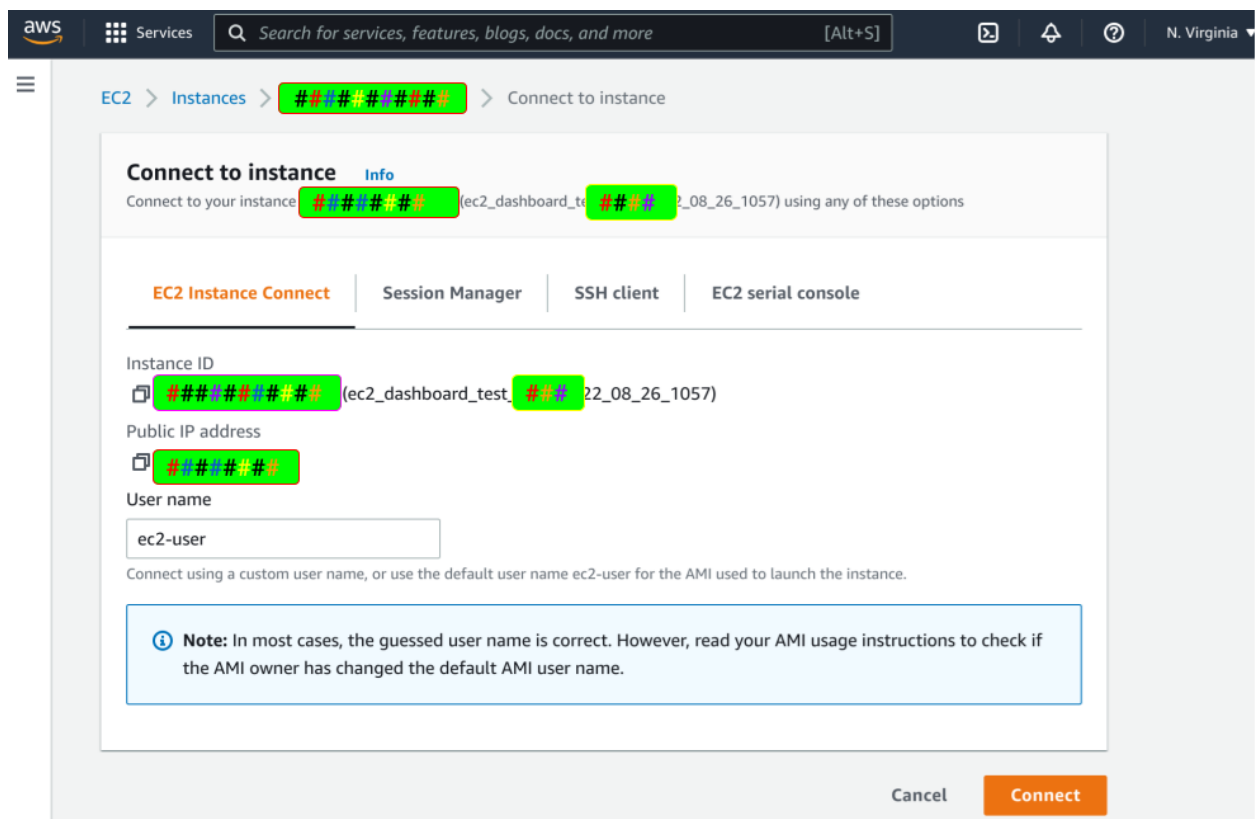 aws Services Search for services, features, blogs, docs, and more [Alt+S] N. Virginia
EC2 > Instances > ########### > Connect to instance
Connect to instance Info
Connect to your instance ######## (ec2_dashboard_te #### 2_08_26_1057) using any of these options
EC2 Instance Connect Session Manager SSH client EC2 serial console
Instance ID
########### (ec2_dashboard_test_ ### 22_08_26_1057)
Public IP address
########
User name
ec2-user
Connect using a custom user name, or use the default user name ec2-user for the AMI used to launch the instance.
Note: In most cases, the guessed user name is correct. However, read your AMI usage instructions to check if
the AMI owner has changed the default AMI user name.
Cancel Connect